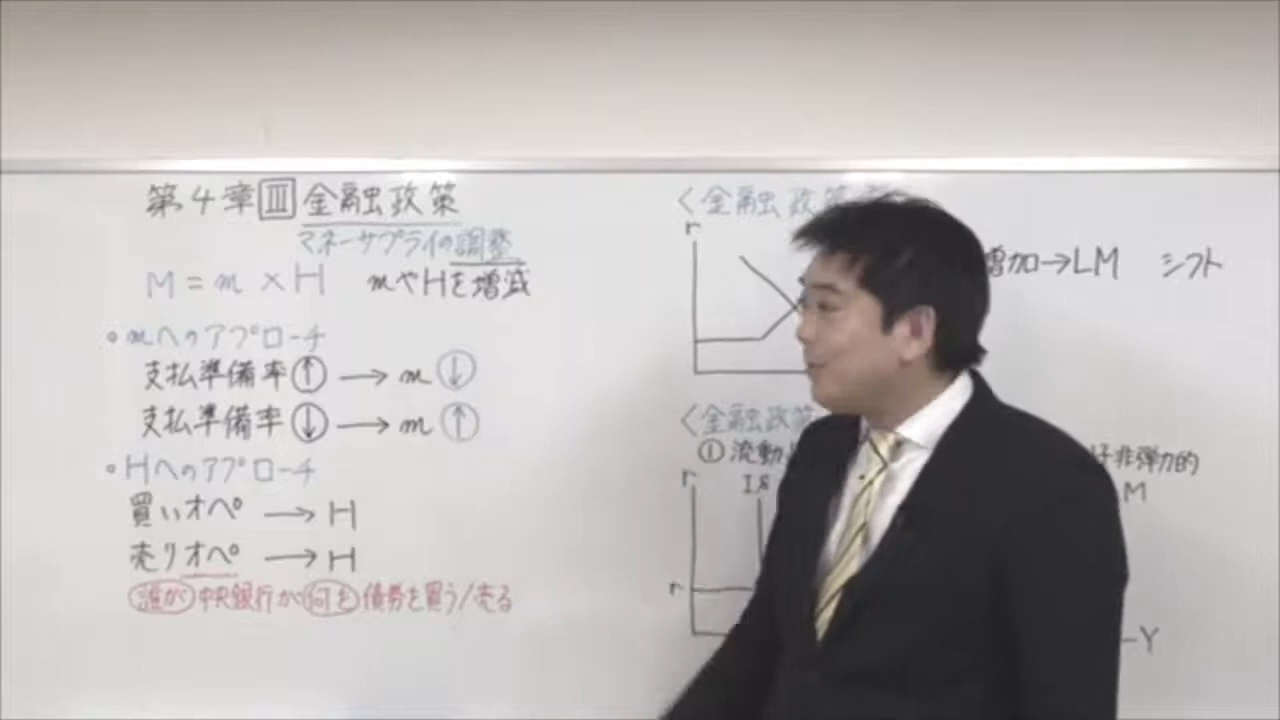 第4章 Ⅲ 金融政策
マネーサプライの調整
M = m × H mやHを増減
・mへのアプローチ
支払準備率 ↑ → m ↓
支払準備率 ↓ → m ↑
・Hへのアプローチ
買いオペ → H
売りオペ → H
誰が 中央銀行が 何を 債券を買う/売る
<金融政策
r
増加→LM シフト
<金融政策
① 流動
非弾力的
r
IS
M
r
Y